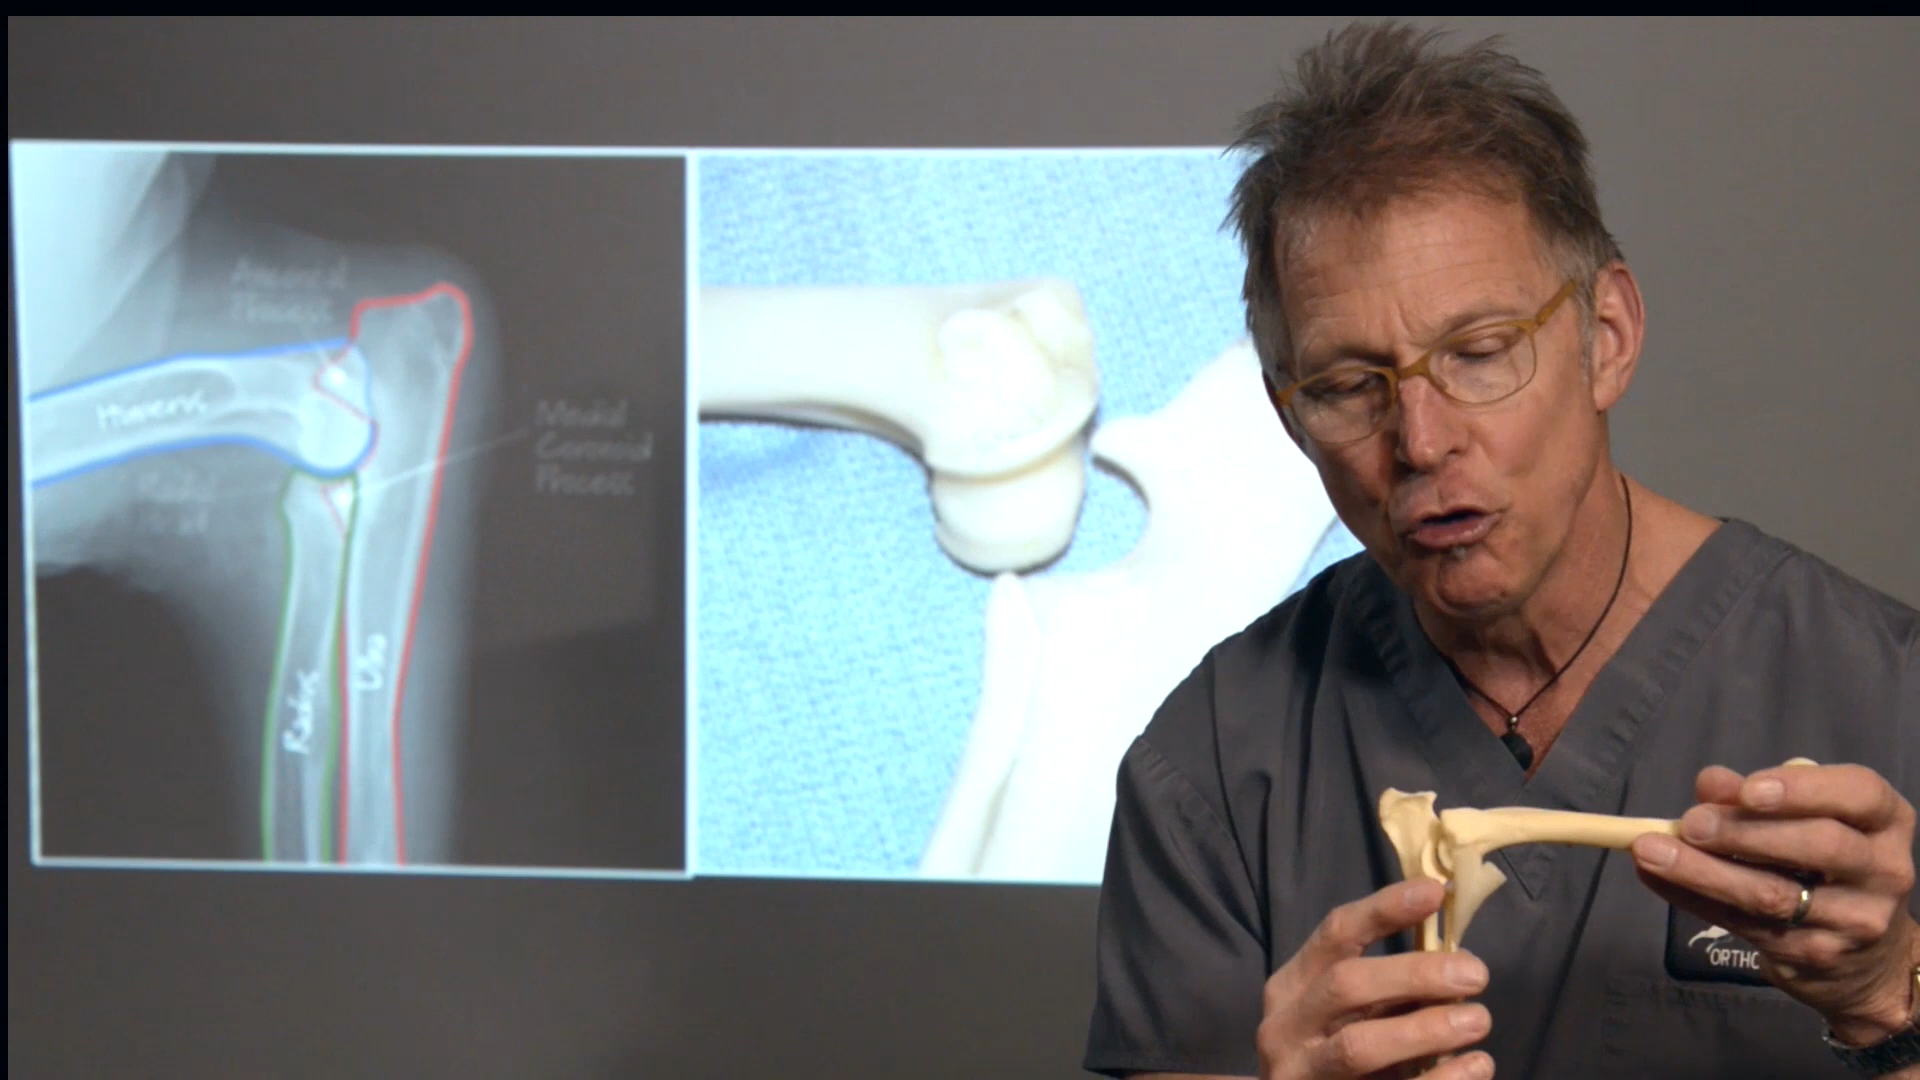 Anconeal
Process
Humerus
Medial
Coronoid
Process
Radial
Head
Radius
Ulna
ORTHO